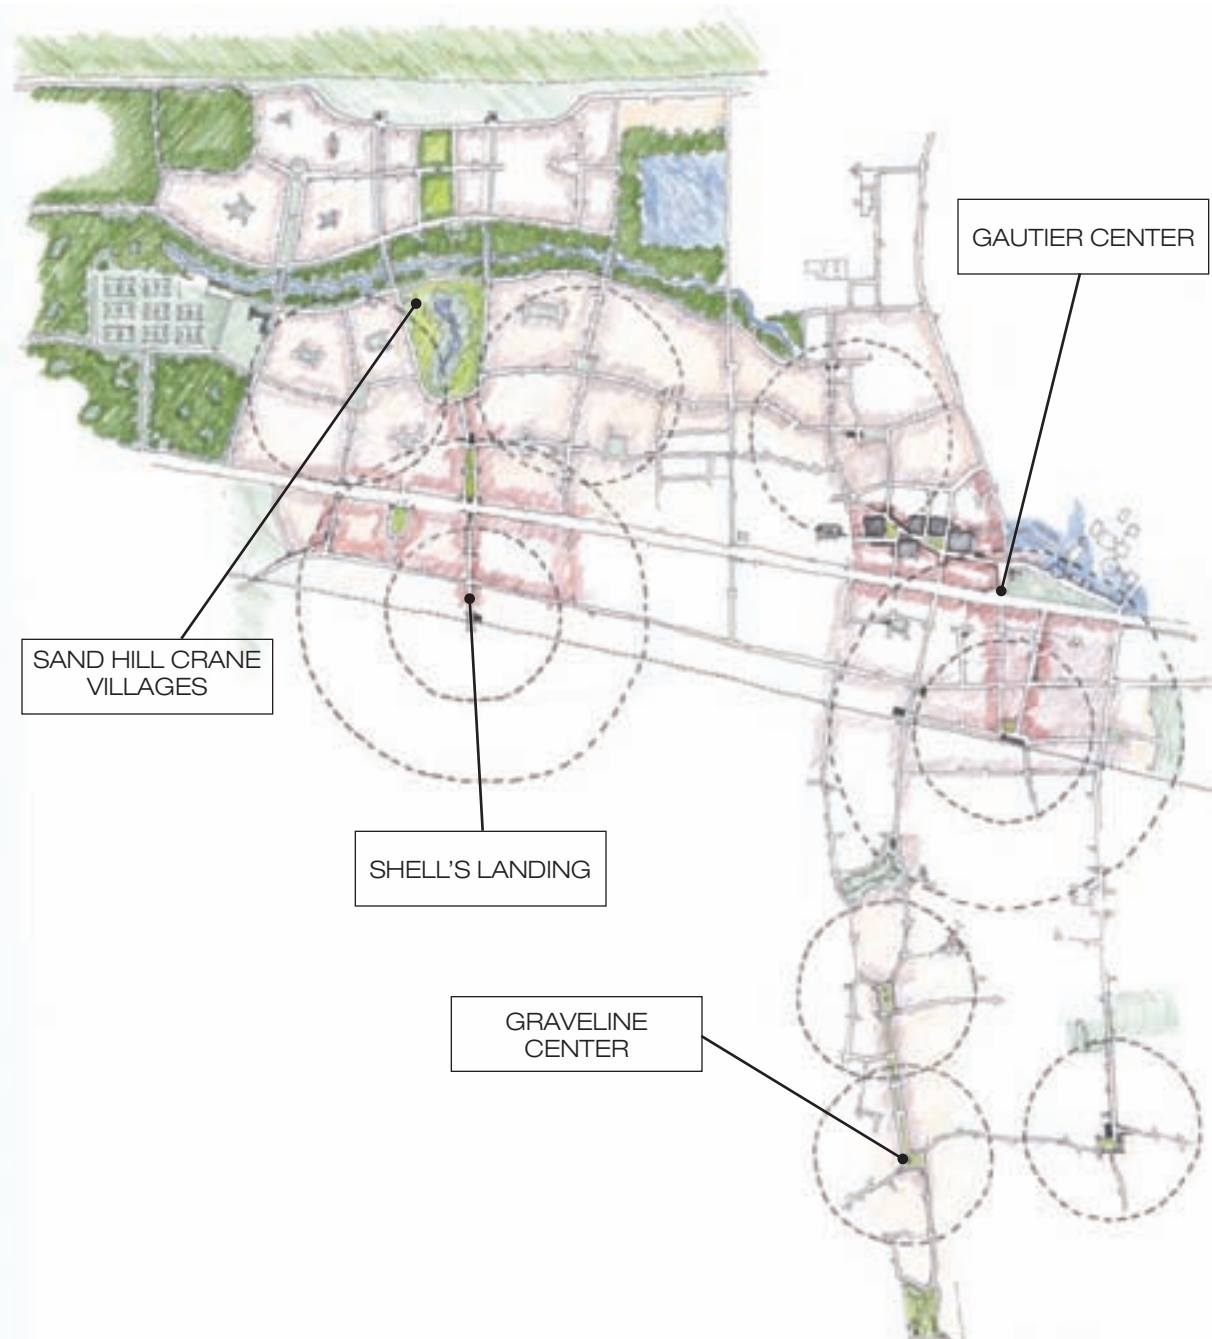 GAUTIER CENTER
SAND HILL CRANE
VILLAGES
SHELL'S LANDING
GRAVELINE
CENTER